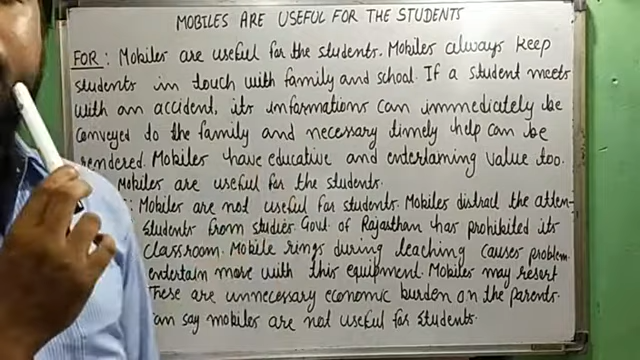 MOBILES ARE USEFUL FOR THE STUDENTS
FOR: Mobiles are useful for the students. Mobiles always keep
students in touch with family and school. If a student meets
with an accident, its informations can immediately be
conveyed to the family and necessary timely help can be
rendered. Mobiles have educative and entertaining value too.
Mobiles are useful for the students.
: Mobiles are not useful for students. Mobiles distract the atten-
students from studies. Govt. of Rajasthan has prohibited its
classroom. Mobile rings during teaching causes problem.
entertain more with this equipment. Mobiles may resert
These are unnecessary economic burden on the parents.
can say mobiles are not useful for students.